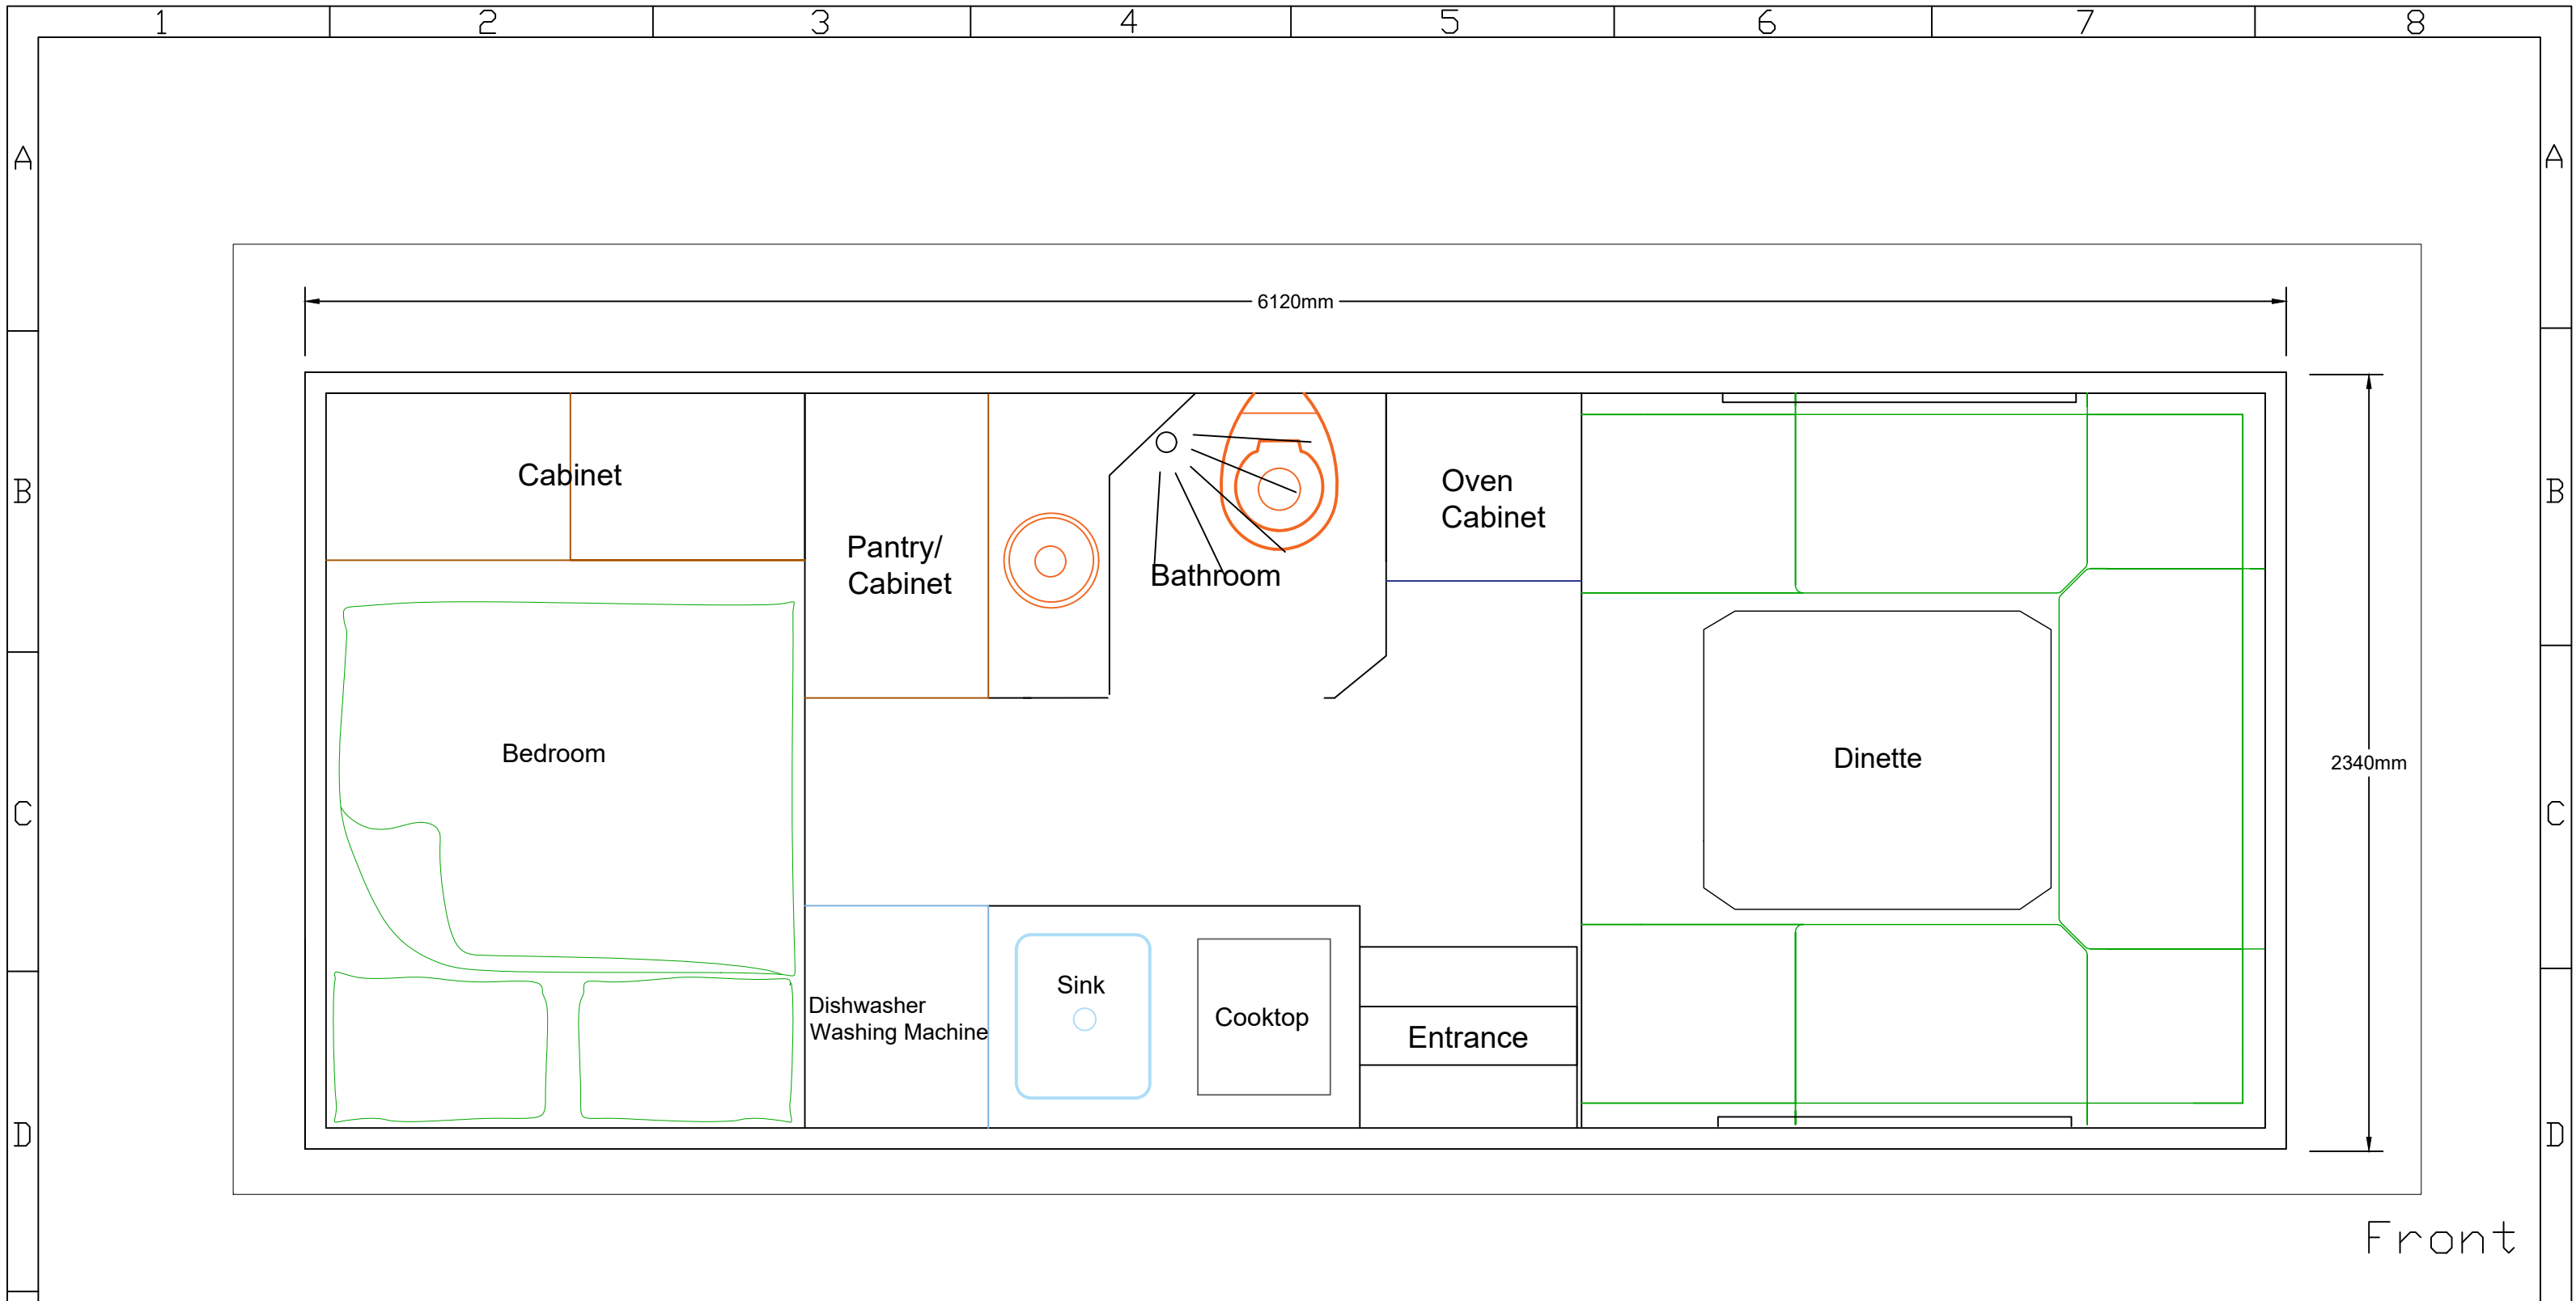 1 2 3 4 5 6 7 8
A A
6120mm
Cabinet
Oven
Cabinet
B B
Pantry/
Cabinet
Bathroom
Bedroom
Dinette
2340mm
C C
Sink
Dishwasher
Washing Machine
Cooktop
Entrance
D D
Front